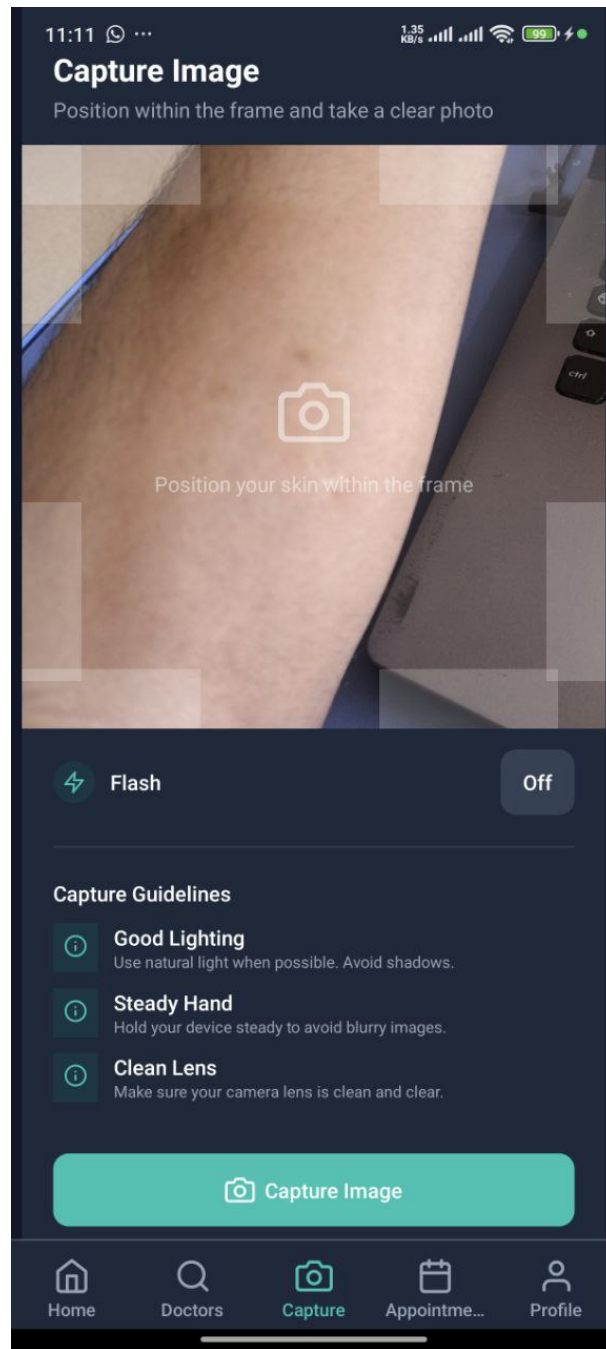 11:11 ...
1.35
KB/s
99
Capture Image
Position within the frame and take a clear photo
ctrl
Position your skin within the frame
Flash
Off
Capture Guidelines
Good Lighting
Use natural light when possible. Avoid shadows.
Steady Hand
Hold your device steady to avoid blurry images.
Clean Lens
Make sure your camera lens is clean and clear.
Capture Image
Home
Doctors
Capture
Appointme...
Profile